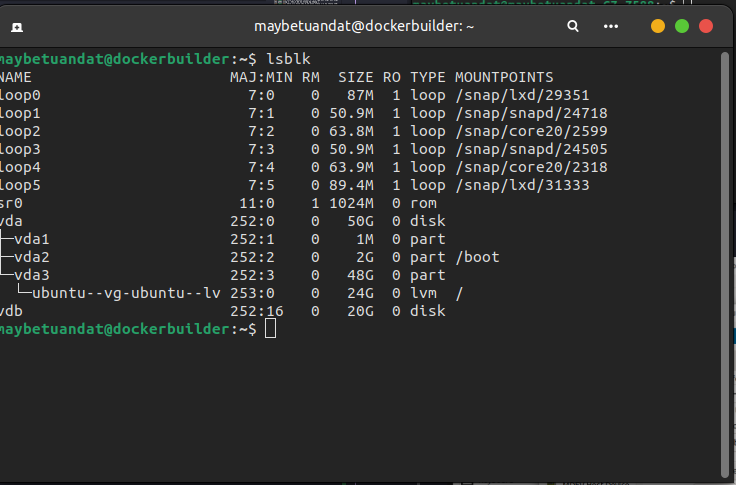 maybetuandat@dockerbuilder: ~
maybetuandat@dockerbuilder:~$ lsblk
NAME MAJ:MIN RM SIZE RO TYPE MOUNTPOINTS
loop0 7:0 0 87M 1 loop /snap/lxd/29351
loop1 7:1 0 50.9M 1 loop /snap/snapd/24718
loop2 7:2 0 63.8M 1 loop /snap/core20/2599
loop3 7:3 0 50.9M 1 loop /snap/snapd/24505
loop4 7:4 0 63.9M 1 loop /snap/core20/2318
loop5 7:5 0 89.4M 1 loop /snap/lxd/31333
sr0 11:0 1 1024M 0 rom
vda 252:0 0 50G 0 disk
├─vda1 252:1 0 1M 0 part
├─vda2 252:2 0 2G 0 part /boot
└─vda3 252:3 0 48G 0 part
└─ubuntu--vg-ubuntu--lv 253:0 0 24G 0 lvm /
vdb 252:16 0 20G 0 disk
maybetuandat@dockerbuilder:~$